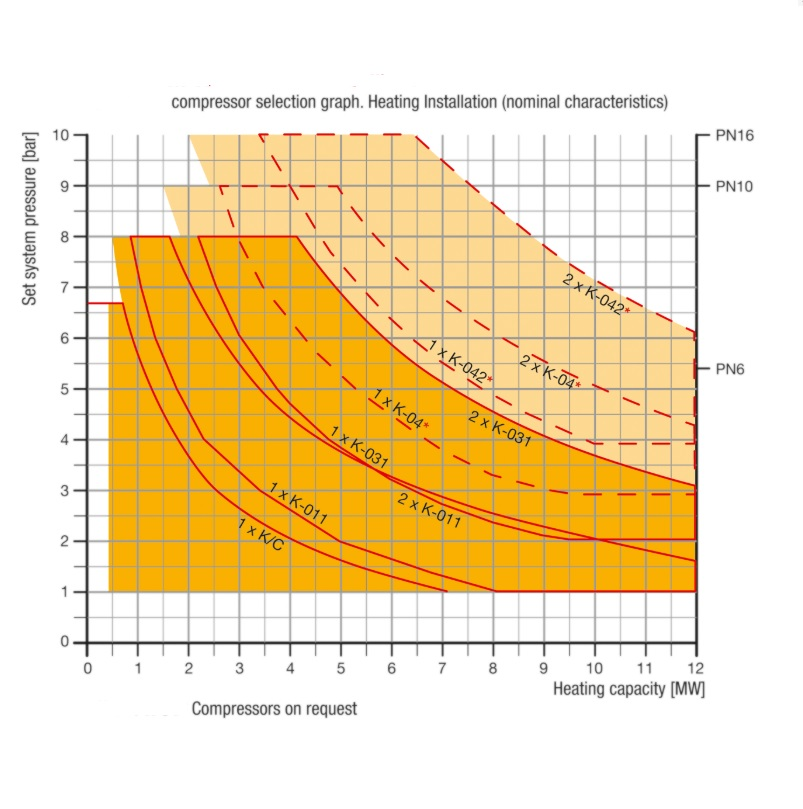 compressor selection graph. Heating Installation (nominal characteristics)
Set system pressure [bar]
10
9
8
7
6
5
4
3
2
1
0
PN16
PN10
PN6
2 x K-042*
2 x K-04*
1 x K-042*
2 x K-031
1 x K-04*
1 x K-031
2 x K-011
1 x K-011
1 x K/C
0 1 2 3 4 5 6 7 8 9 10 11 12
Heating capacity [MW]
Compressors on request